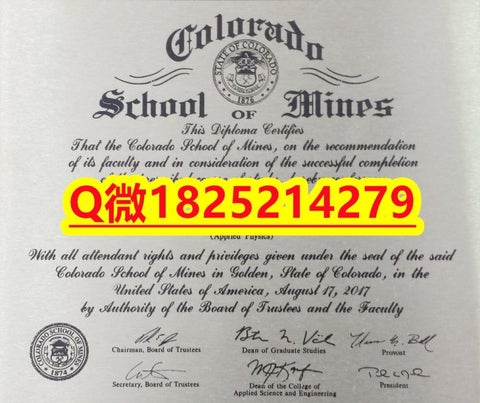 Colorado
STATE OF COLORADO
1876
School OF Mines
This Diploma Certifies
That the Colorado School of Mines, on the recommendation
of its faculty and in consideration of the successful completion
Q微1825214279
(Applied Physics)
With all attendant rights and privileges given under the seal of the said
Colorado School of Mines in Golden, State of Colorado, in the
United States of America, August 17, 2017
by Authority of the Board of Trustees and the Faculty
COLORADO SCHOOL OF MINES
1874
Chairman, Board of Trustees
Dean of Graduate Studies
Provost
Secretary, Board of Trustees
Dean of the College of
Applied Science and Engineering
President